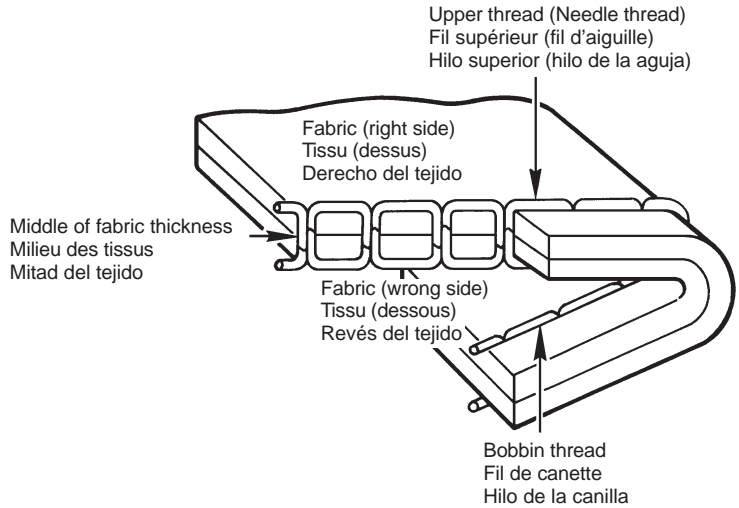 Upper thread (Needle thread)
Fil supérieur (fil d'aiguille)
Hilo superior (hilo de la aguja)
Fabric (right side)
Tissu (dessus)
Derecho del tejido
Middle of fabric thickness
Milieu des tissus
Mitad del tejido
Fabric (wrong side)
Tissu (dessous)
Revés del tejido
Bobbin thread
Fil de canette
Hilo de la canilla